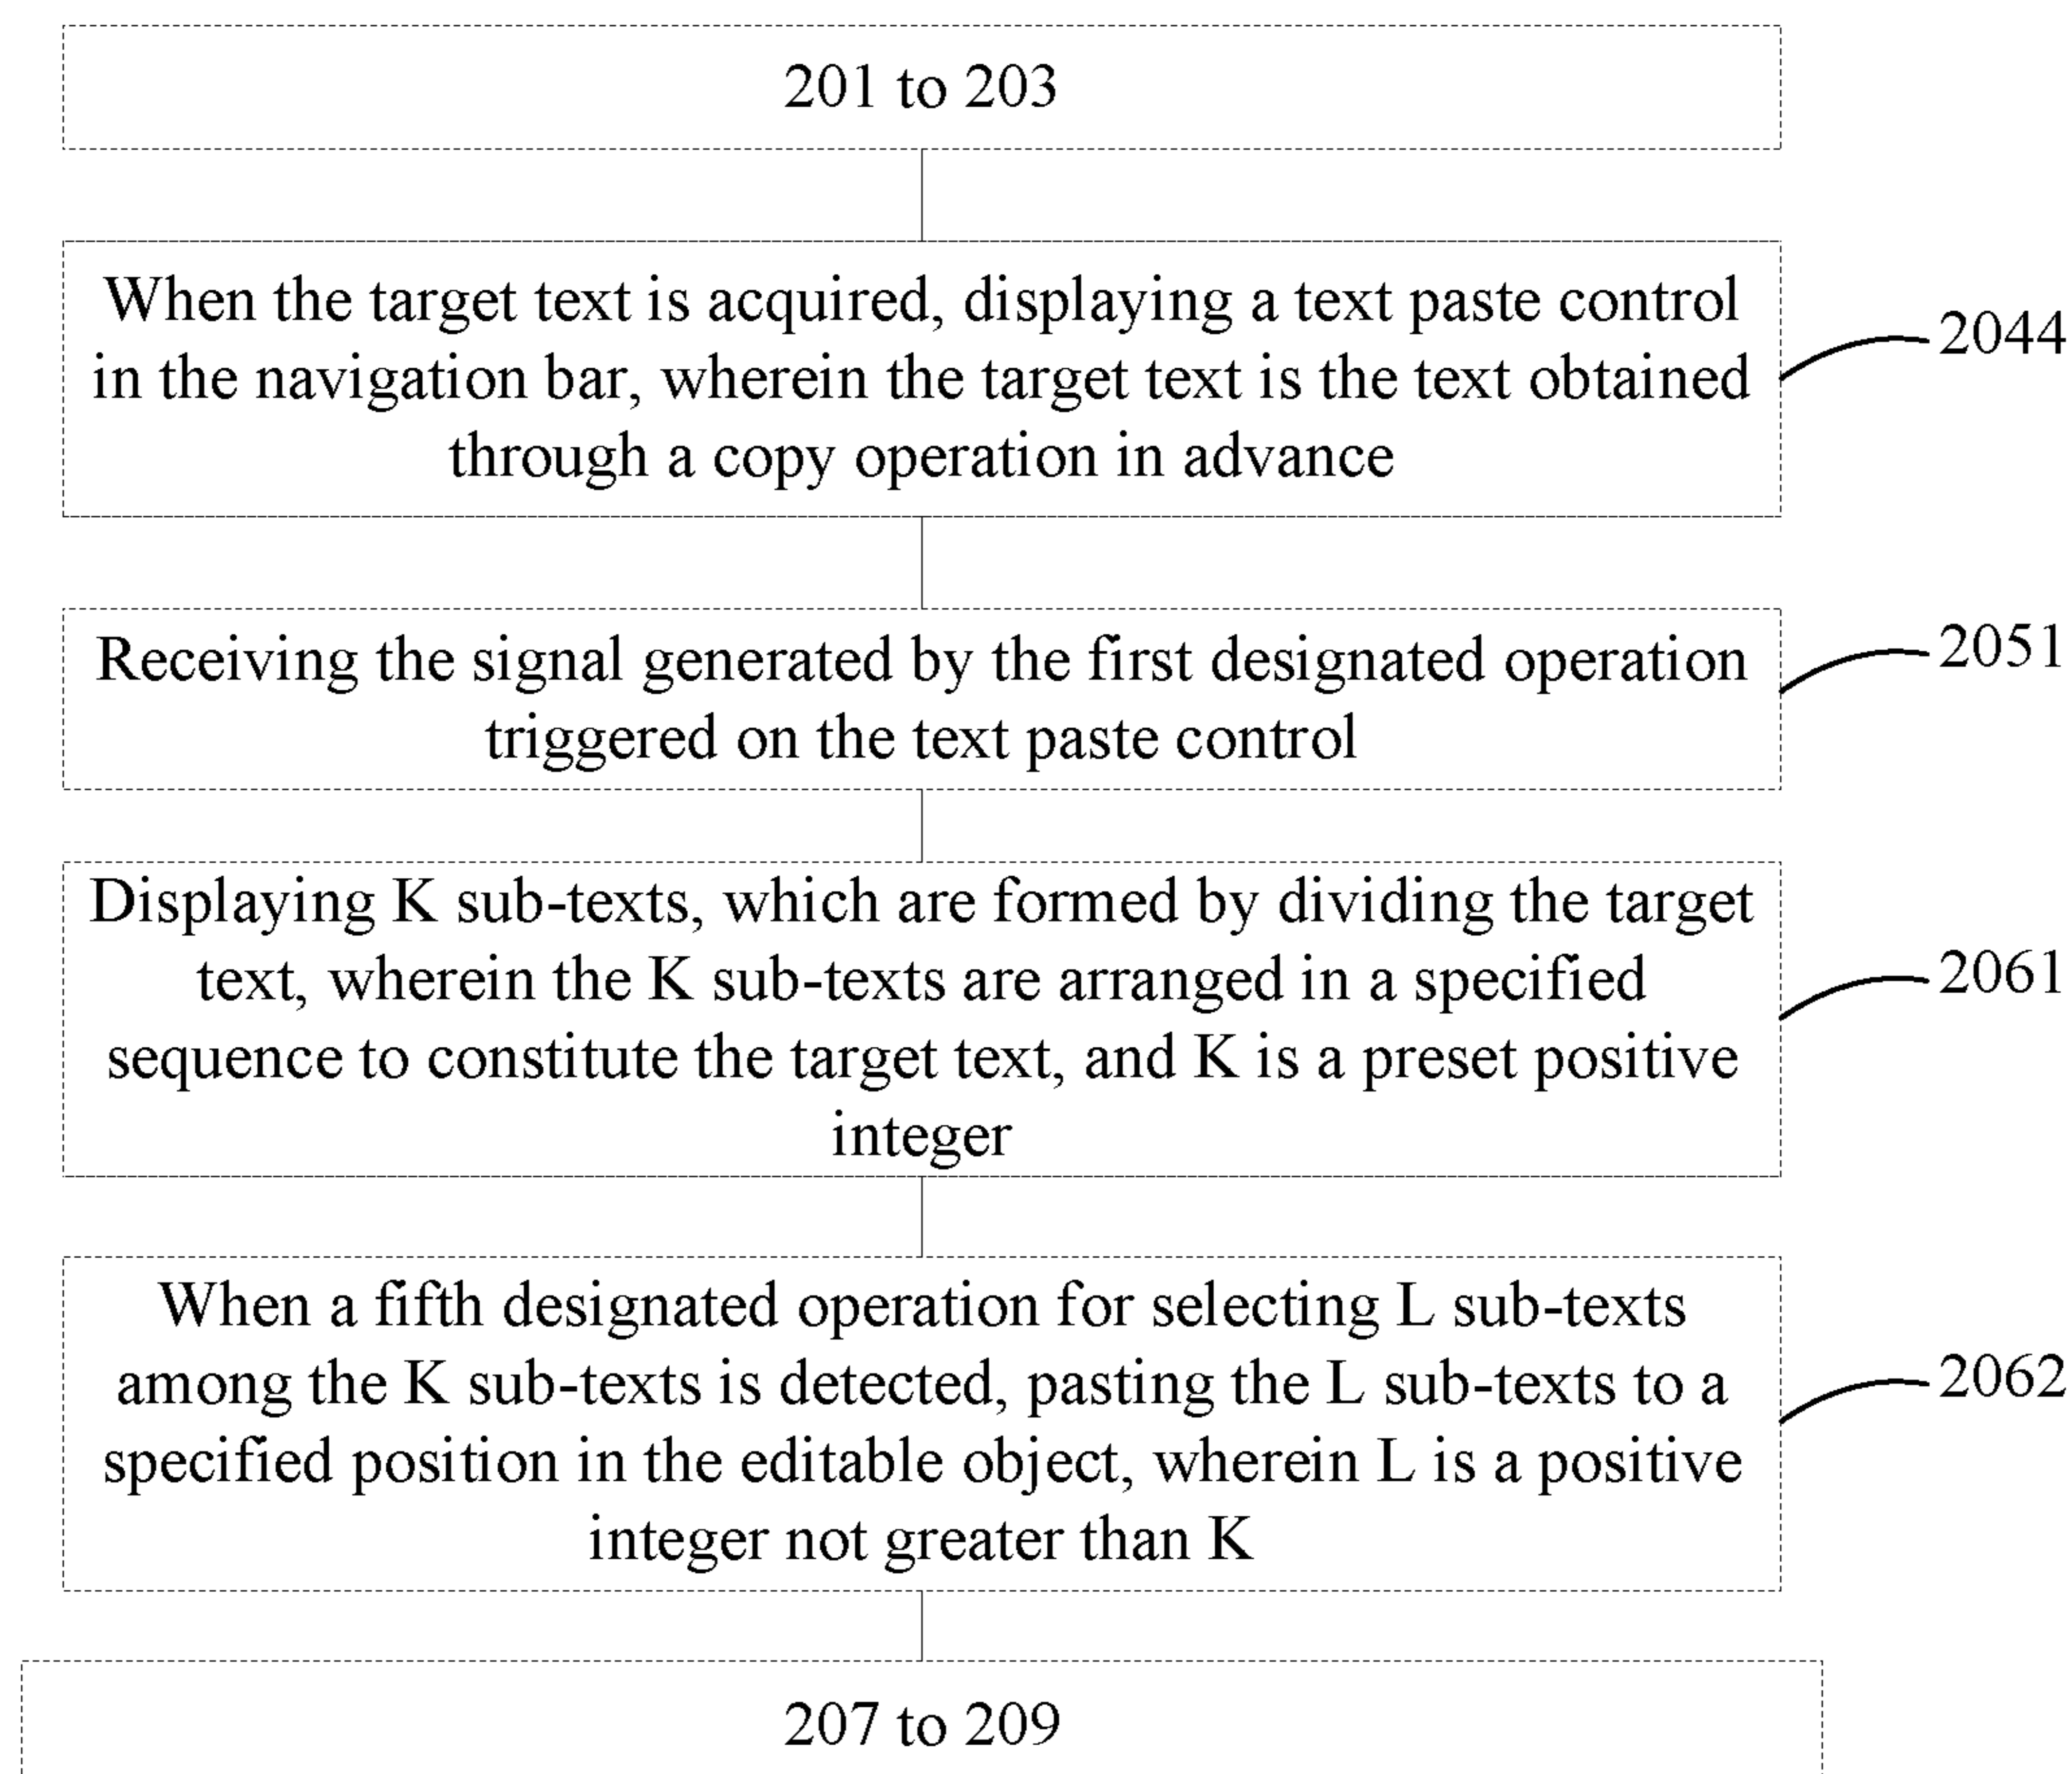 201 to 203
When the target text is acquired, displaying a text paste control
in the navigation bar, wherein the target text is the text obtained
through a copy operation in advance
2044
Receiving the signal generated by the first designated operation
triggered on the text paste control
2051
Displaying K sub-texts, which are formed by dividing the target
text, wherein the K sub-texts are arranged in a specified
sequence to constitute the target text, and K is a preset positive
integer
2061
When a fifth designated operation for selecting L sub-texts
among the K sub-texts is detected, pasting the L sub-texts to a
specified position in the editable object, wherein L is a positive
integer not greater than K
2062
207 to 209